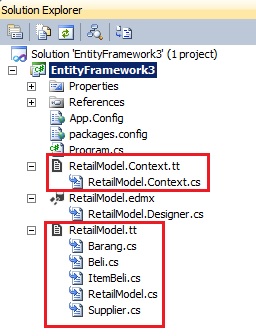 Solution Explorer
Solution 'EntityFramework3' (1 project)
EntityFramework3
Properties
References
App.Config
packages.config
Program.cs
RetailModel.Context.tt
RetailModel.Context.cs
RetailModel.edmx
RetailModel.Designer.cs
RetailModel.tt
Barang.cs
Beli.cs
ItemBeli.cs
RetailModel.cs
Supplier.cs